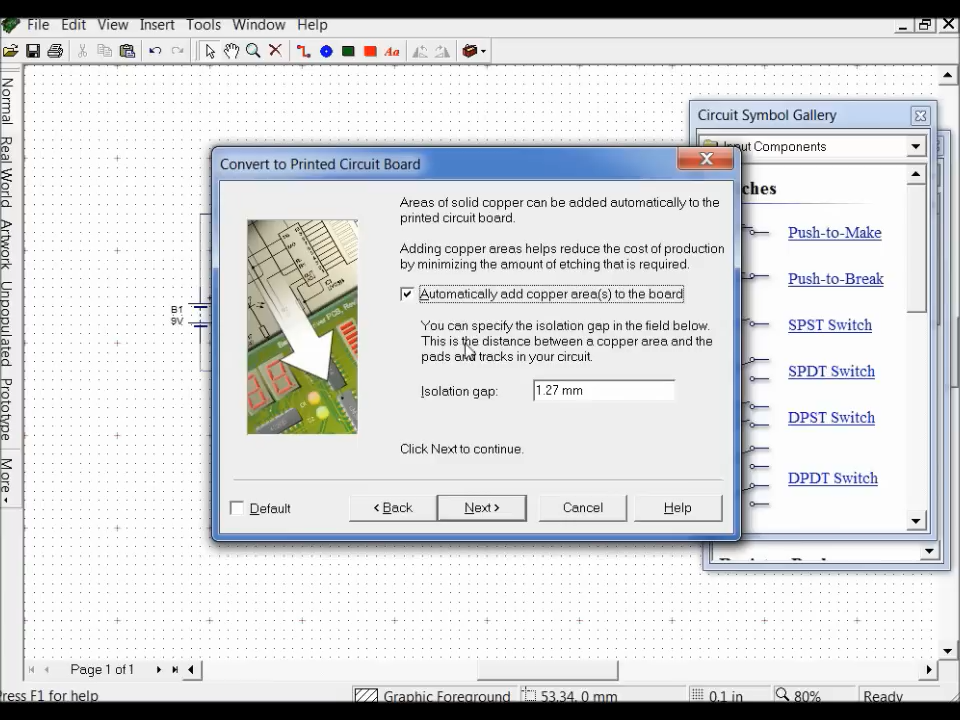 File Edit View Insert Tools Window Help
Aa
Normal
Real World
Artwork
Unpopulated
Prototype
More
B1
9V
Convert to Printed Circuit Board
Areas of solid copper can be added automatically to the
printed circuit board.
Adding copper areas helps reduce the cost of production
by minimizing the amount of etching that is required.
Automatically add copper area(s) to the board
You can specify the isolation gap in the field below.
This is the distance between a copper area and the
pads and tracks in your circuit.
Isolation gap: 1.27 mm
Click Next to continue.
Default < Back Next > Cancel Help
Circuit Symbol Gallery
Input Components
ches
Push-to-Make
Push-to-Break
SPST Switch
SPDT Switch
DPST Switch
DPDT Switch
Page 1 of 1
Press F1 for help Graphic Foreground 53.34, 0 mm 0.1 in 80% Ready